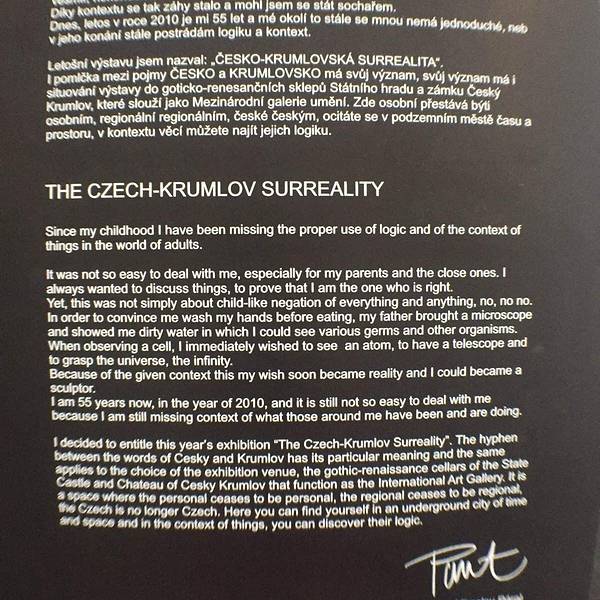 Díky kontextu se tak záhy stalo a mohl jsem se stát sochařem.
Dnes, letos v roce 2010 je mi 55 let a mé okolí to stále se mnou nemá jednoduché, neb
v jeho konání stále postrádám logiku a kontext.
Letošní výstavu jsem nazval: „ČESKO-KRUMLOVSKÁ SURREALITA“.
I pomlčka mezi pojmy ČESKO a KRUMLOVSKO má svůj význam, svůj význam má i
situování výstavy do goticko-renesančních sklepů Státního hradu a zámku Český
Krumlov, které slouží jako Mezinárodní galerie umění. Zde osobní přestává býti
osobním, regionální regionálním, české českým, ocitáte se v podzemním městě času a
prostoru, v kontextu věcí můžete najít jejich logiku.
THE CZECH-KRUMLOV SURREALITY
Since my childhood I have been missing the proper use of logic and of the context of
things in the world of adults.
It was not so easy to deal with me, especially for my parents and the close ones. I
always wanted to discuss things, to prove that I am the one who is right.
Yet, this was not simply about child-like negation of everything and anything, no, no, no.
In order to convince me wash my hands before eating, my father brought a microscope
and showed me dirty water in which I could see various germs and other organisms.
When observing a cell, I immediately wished to see an atom, to have a telescope and
to grasp the universe, the infinity.
Because of the given context this my wish soon became reality and I could became a
sculptor.
I am 55 years now, in the year of 2010, and it is still not so easy to deal with me
because I am still missing context of what those around me have been and are doing.
I decided to entitle this year's exhibition "The Czech-Krumlov Surreality". The hyphen
between the words of Cesky and Krumlov has its particular meaning and the same
applies to the choice of the exhibition venue, the gothic-renaissance cellars of the State
Castle and Chateau of Cesky Krumlov that function as the International Art Gallery. It is
a space where the personal ceases to be personal, the regional ceases to be regional,
the Czech is no longer Czech. Here you can find yourself in an underground city of time
and space and in the context of things, you can discover their logic.